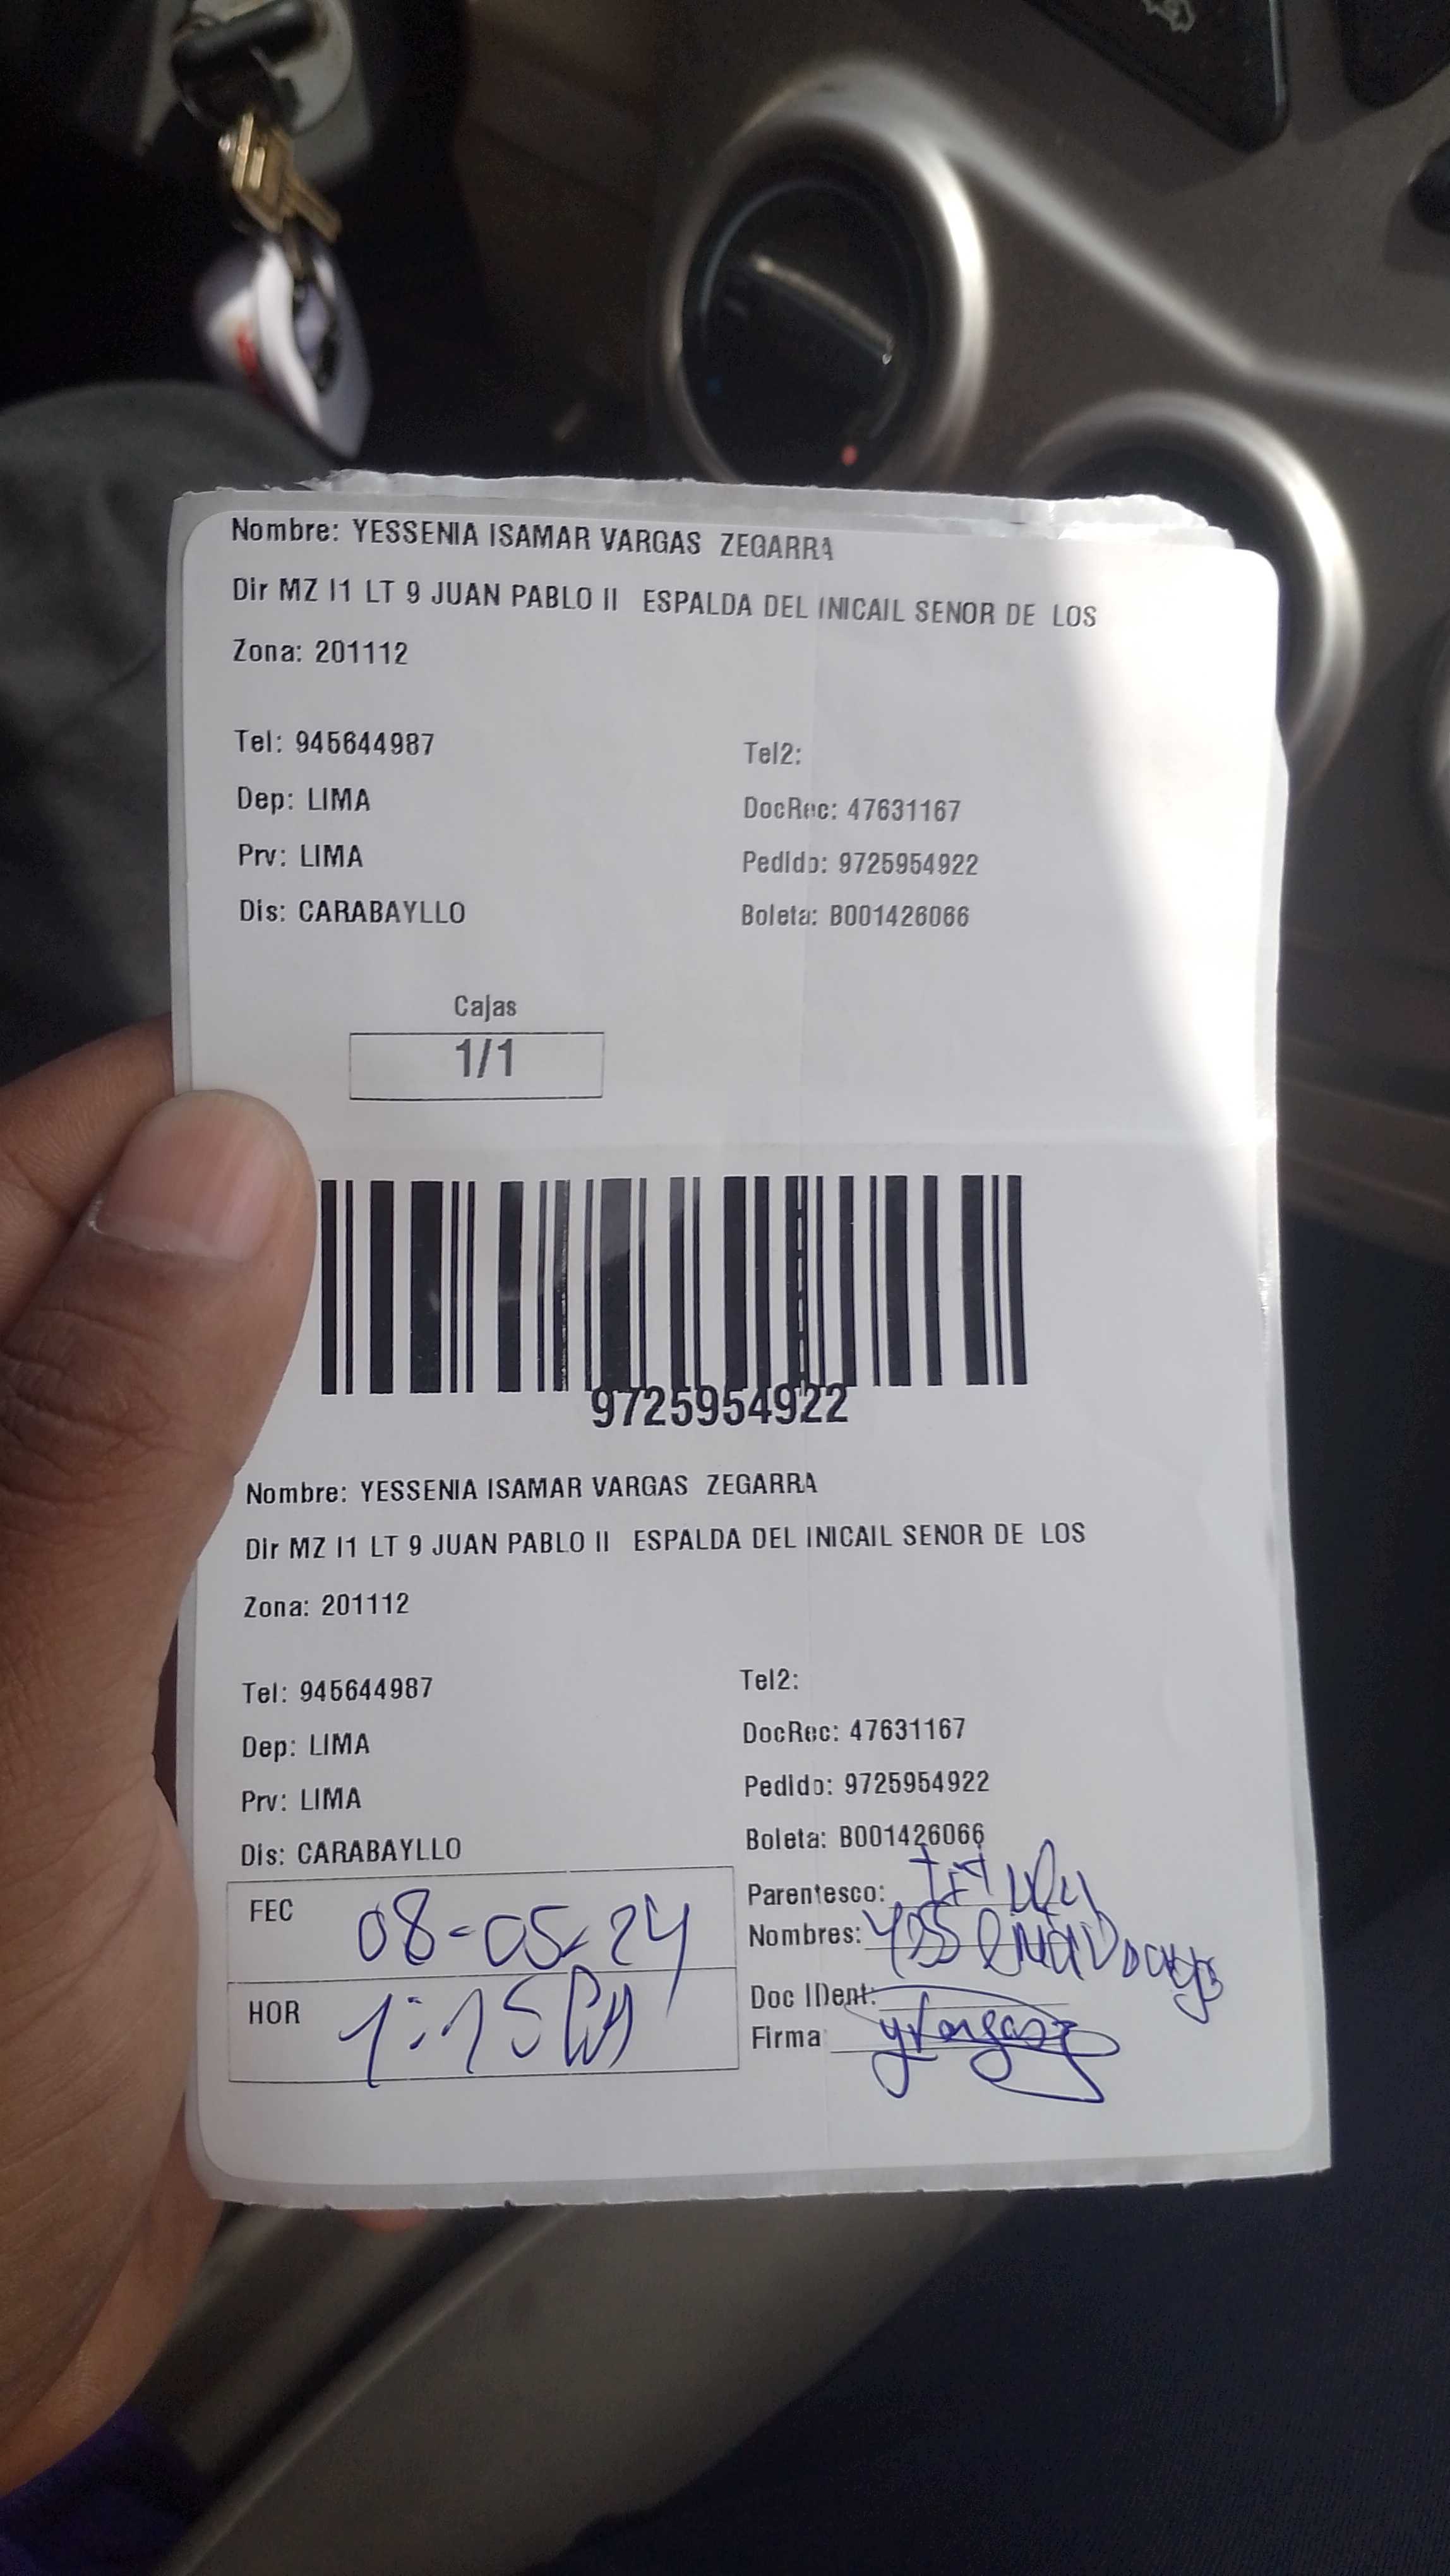 Nombre: YESSENIA ISAMAR VARGAS ZEGARRA
Dir MZ I1 LT 9 JUAN PABLO II ESPALDA DEL INICAIL SENOR DE LOS
Zona: 201112
Tel: 945644987 Tel2:
Dep: LIMA DocRec: 47631167
Prv: LIMA Pedido: 9725954922
Dis: CARABAYLLO Boleta: B001426066
Cajas
1/1
9725954922
Nombre: YESSENIA ISAMAR VARGAS ZEGARRA
Dir MZ I1 LT 9 JUAN PABLO II ESPALDA DEL INICAIL SENOR DE LOS
Zona: 201112
Tel: 945644987 Tel2:
Dep: LIMA DocRec: 47631167
Prv: LIMA Pedido: 9725954922
Dis: CARABAYLLO Boleta: B001426066
FEC 08-05-24 Parentesco:
Nombres:
HOR 1:15 Doc IDent:
Firma yVargasz